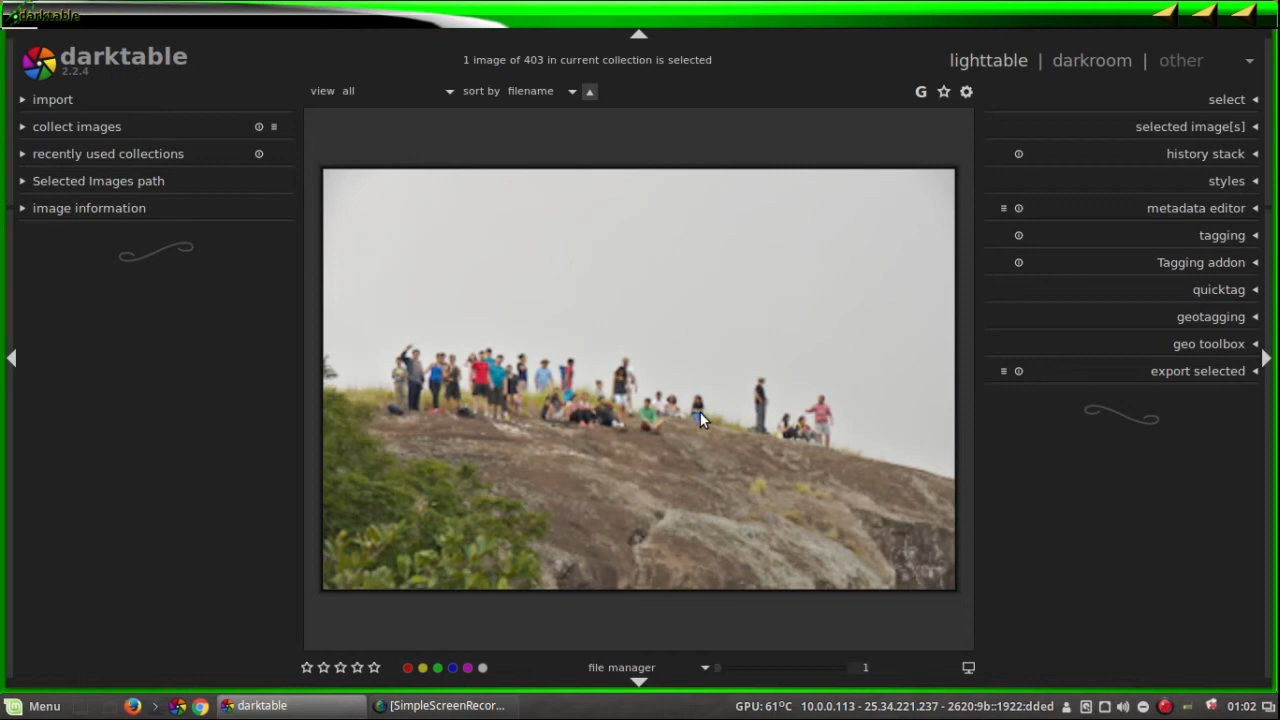 darktable
darktable
2.2.4
1 image of 403 in current collection is selected
lighttable | darkroom | other
view all sort by filename
G
import
collect images
recently used collections
Selected Images path
image information
select
selected image[s]
history stack
styles
metadata editor
tagging
Tagging addon
quicktag
geotagging
geo toolbox
export selected
file manager 1
Menu
darktable
[SimpleScreenRecor...
GPU: 61°C 10.0.0.113 - 25.34.221.237 - 2620:9b::1922:dded
01:02